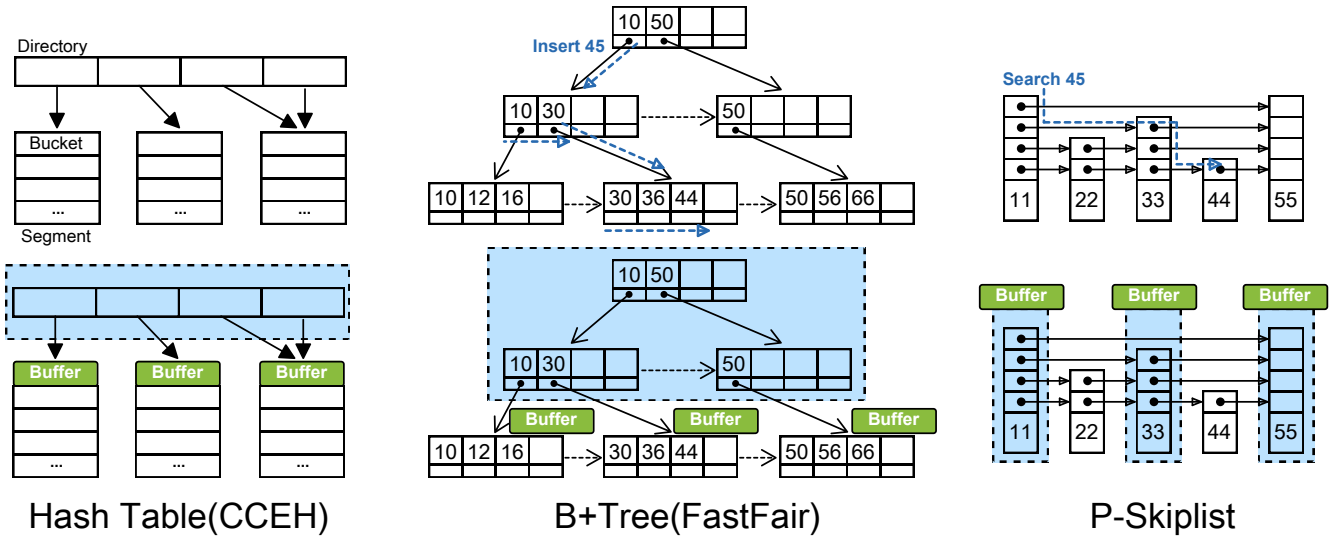 Directory
Bucket
...
...
...
Segment
Buffer Buffer Buffer
...
...
...
Hash Table(CCEH)
10 50
Insert 45
10 30
50
10 12 16
30 36 44
50 56 66
10 50
10 30
50
Buffer Buffer Buffer
10 12 16
30 36 44
50 56 66
B+Tree(FastFair)
Search 45
11 22 33 44 55
Buffer Buffer Buffer
11 22 33 44 55
P-Skiplist